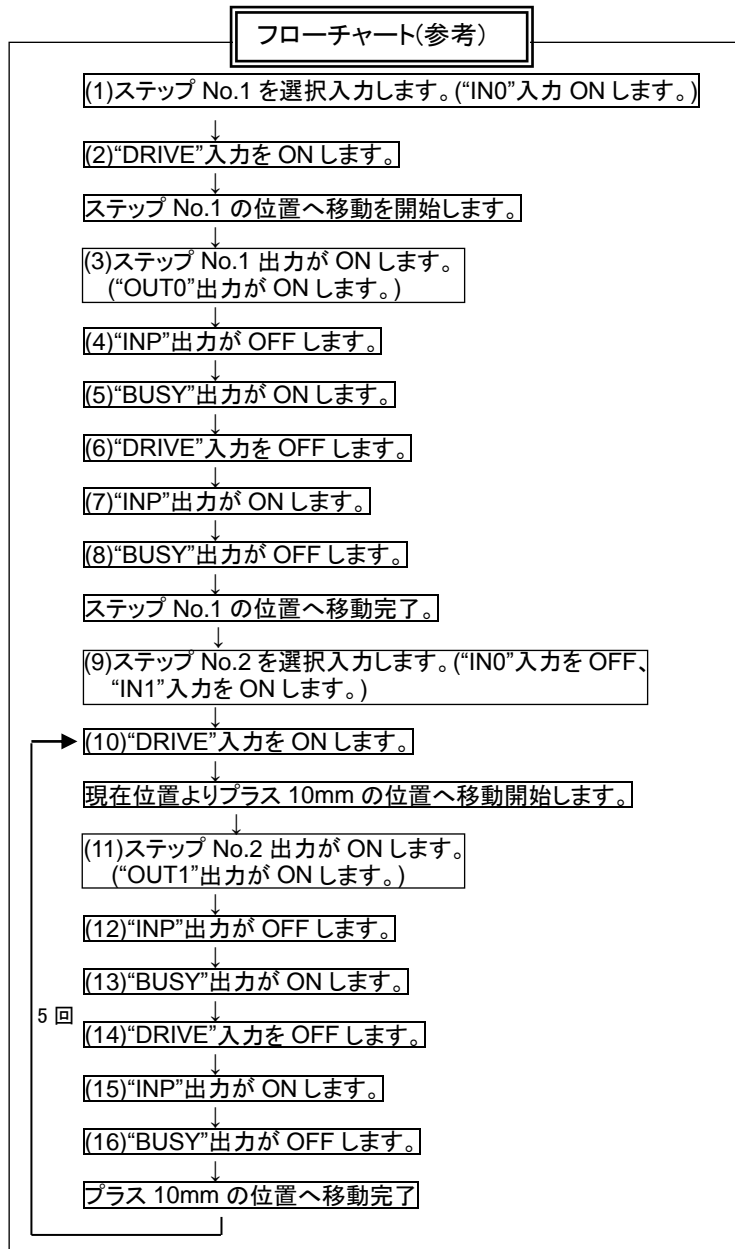 フローチャート(参考)
(1)ステップ No.1 を選択入力します。(“IN0”入力 ON します。)
↓
(2)“DRIVE”入力を ON します。
↓
ステップ No.1 の位置へ移動を開始します。
↓
(3)ステップ No.1 出力が ON します。
(“OUT0”出力が ON します。)
↓
(4)“INP”出力が OFF します。
↓
(5)“BUSY”出力が ON します。
↓
(6)“DRIVE”入力を OFF します。
↓
(7)“INP”出力が ON します。
↓
(8)“BUSY”出力が OFF します。
↓
ステップ No.1 の位置へ移動完了。
↓
(9)ステップ No.2 を選択入力します。(“IN0”入力を OFF、
“IN1”入力を ON します。)
↓
(10)“DRIVE”入力を ON します。
↓
現在位置よりプラス 10mm の位置へ移動開始します。
↓
(11)ステップ No.2 出力が ON します。
(“OUT1”出力が ON します。)
↓
(12)“INP”出力が OFF します。
↓
(13)“BUSY”出力が ON します。
↓
5 回
(14)“DRIVE”入力を OFF します。
↓
(15)“INP”出力が ON します。
↓
(16)“BUSY”出力が OFF します。
↓
プラス 10mm の位置へ移動完了